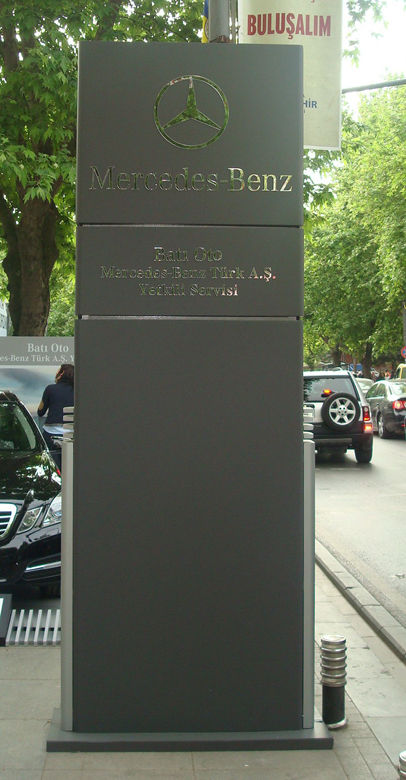 BULUŞALIM
Mercedes-Benz
Batı Oto
Mercedes-Benz Türk A.Ş.
Yetkili Servisi
Batı Oto
Benz Türk A.Ş.